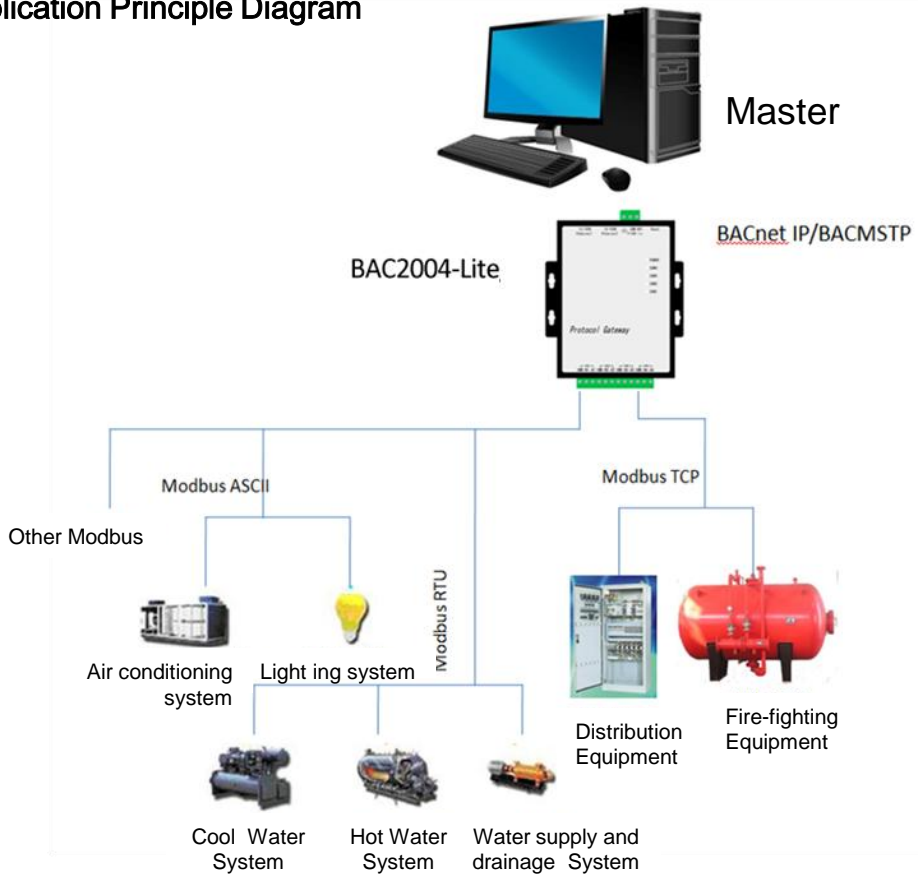 plication Principle Diagram
Master
BACnet IP/BACMSTP
BAC2004-Lite
Protocol Gateway
Modbus ASCII
Modbus TCP
Other Modbus
Modbus RTU
Air conditioning
system
Light ing system
Distribution
Equipment
Fire-fighting
Equipment
Cool Water
System
Hot Water
System
Water supply and
drainage System